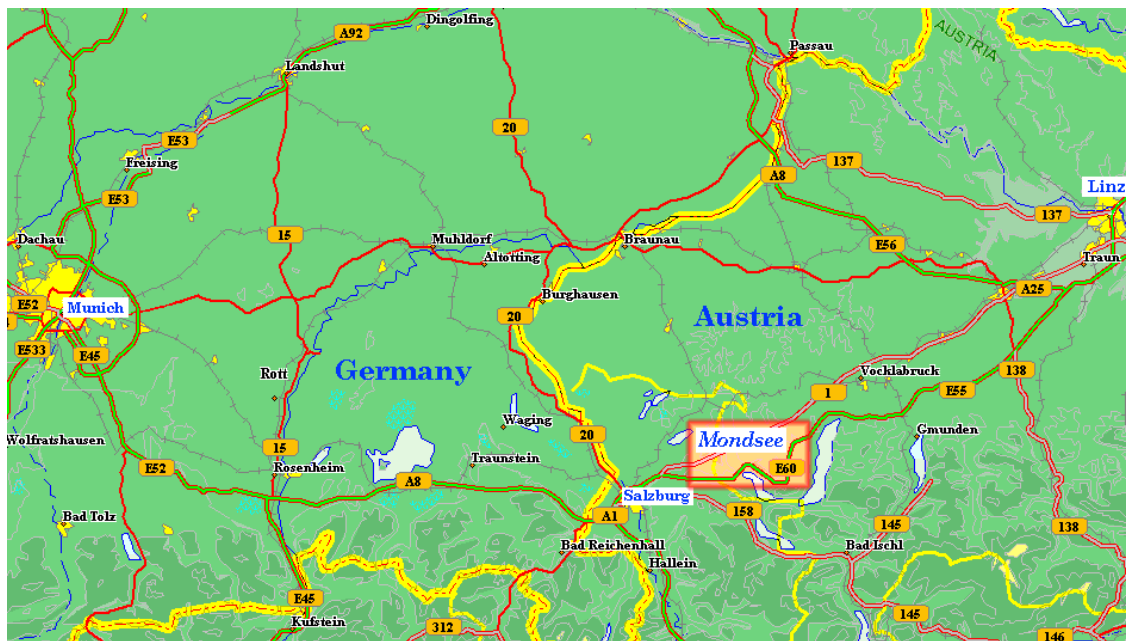 Dingolfing
A92
Passau
AUSTRIA
Landshut
20
E53
Freising
137
A8
E53
Linz
137
15
Dachau
Muhldorf
Braunau
E56
Altotting
Traun
E52
Munich
Burghausen
A25
20
Austria
E533
E45
Germany
Rott
138
Vocklabruck
1
E55
Waging
20
Mondsee
Gmunden
Wolfratshausen
15
E52
Rosenheim
Traunstein
E60
A8
Salzburg
Bad Tolz
A1
158
145
138
Bad Reichenhall
Bad Ischl
Hallein
E45
Kufstein
312
145
146